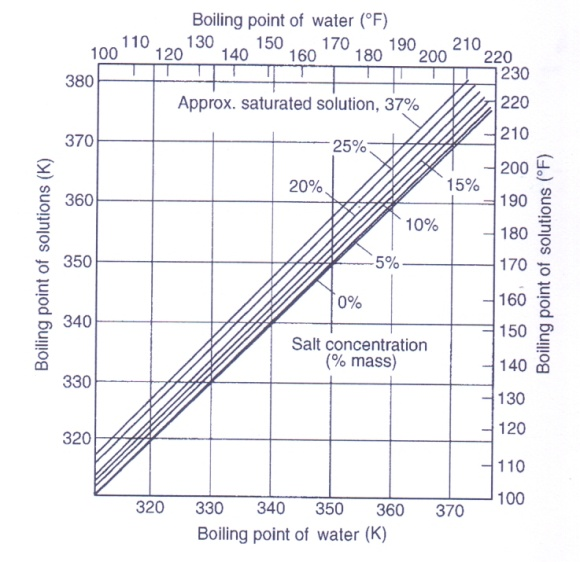 Boiling point of water (°F)
110 130 150 170 190 210
100 120 140 160 180 200 220
380
370
360
350
340
330
320
Boiling point of solutions (K)
230
220
210
200
190
180
170
160
150
140
130
120
110
100
Boiling point of solutions (°F)
Approx. saturated solution, 37%
25%
20%
15%
10%
5%
0%
Salt concentration
(% mass)
320 330 340 350 360 370
Boiling point of water (K)